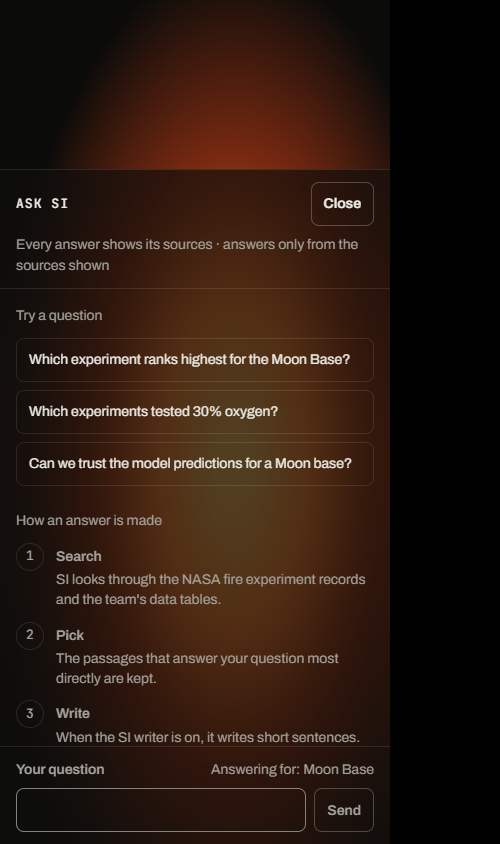 ASK SI
Close
Every answer shows its sources · answers only from the
sources shown
Try a question
Which experiment ranks highest for the Moon Base?
Which experiments tested 30% oxygen?
Can we trust the model predictions for a Moon base?
How an answer is made
1
Search
SI looks through the NASA fire experiment records
and the team's data tables.
2
Pick
The passages that answer your question most
directly are kept.
3
Write
When the SI writer is on, it writes short sentences.
Your question
Answering for: Moon Base
Send